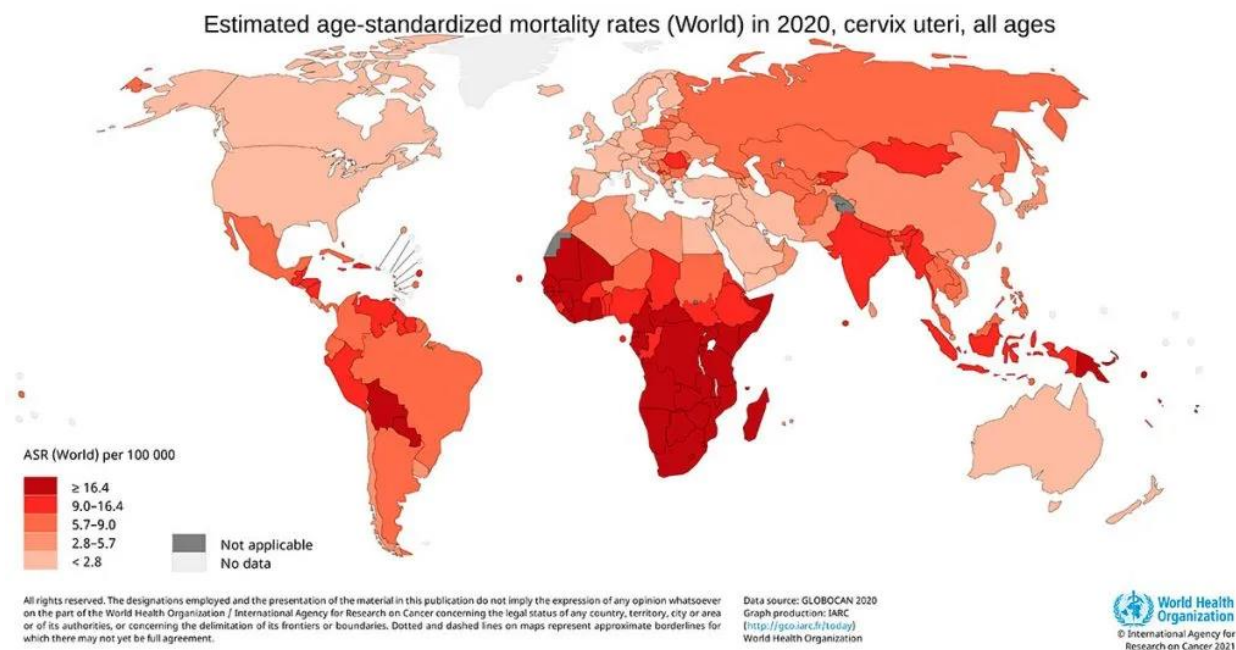 Estimated age-standardized mortality rates (World) in 2020, cervix uteri, all ages
ASR (World) per 100 000
≥ 16.4
9.0–16.4
5.7–9.0
2.8–5.7
< 2.8
Not applicable
No data
All rights reserved. The designations employed and the presentation of the material in this publication do not imply the expression of any opinion whatsoever
on the part of the World Health Organization / International Agency for Research on Cancer concerning the legal status of any country, territory, city or area
or of its authorities, or concerning the delimitation of its frontiers or boundaries. Dotted and dashed lines on maps represent approximate borderlines for
which there may not yet be full agreement.
Data source: GLOBOCAN 2020
Graph production: IARC
(http://gco.iarc.fr/today)
World Health Organization
World Health
Organization
© International Agency for
Research on Cancer 2021